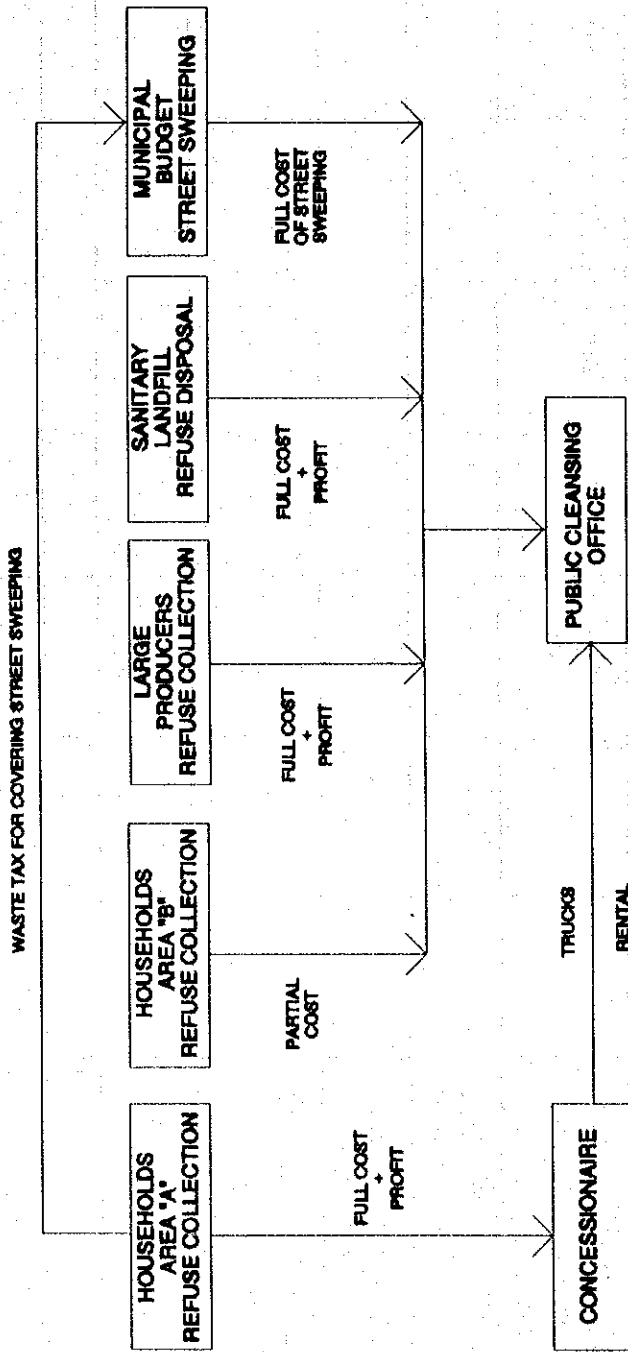 WASTE TAX FOR COVERING STREET SWEEPING
HOUSEHOLDS
AREA "A"
REFUSE COLLECTION
HOUSEHOLDS
AREA "B"
REFUSE COLLECTION
LARGE
PRODUCERS
REFUSE COLLECTION
SANITARY
LANDFILL
REFUSE DISPOSAL
MUNICIPAL
BUDGET
STREET SWEEPING
FULL COST
+
PROFIT
PARTIAL
COST
FULL COST
+
PROFIT
FULL COST
+
PROFIT
FULL COST
OF STREET
SWEEPING
CONCESSIONAIRE
TRUCKS
RENTAL
PUBLIC CLEANSING
OFFICE